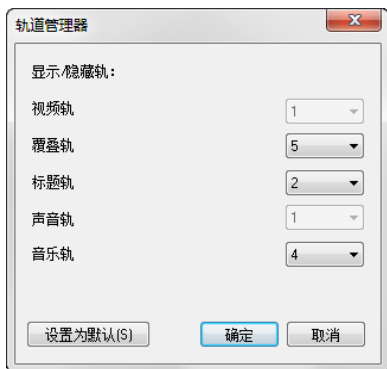 轨道管理器
显示/隐藏轨:
视频轨 1
覆叠轨 5
标题轨 2
声音轨 1
音乐轨 4
设置为默认(S) 确定 取消